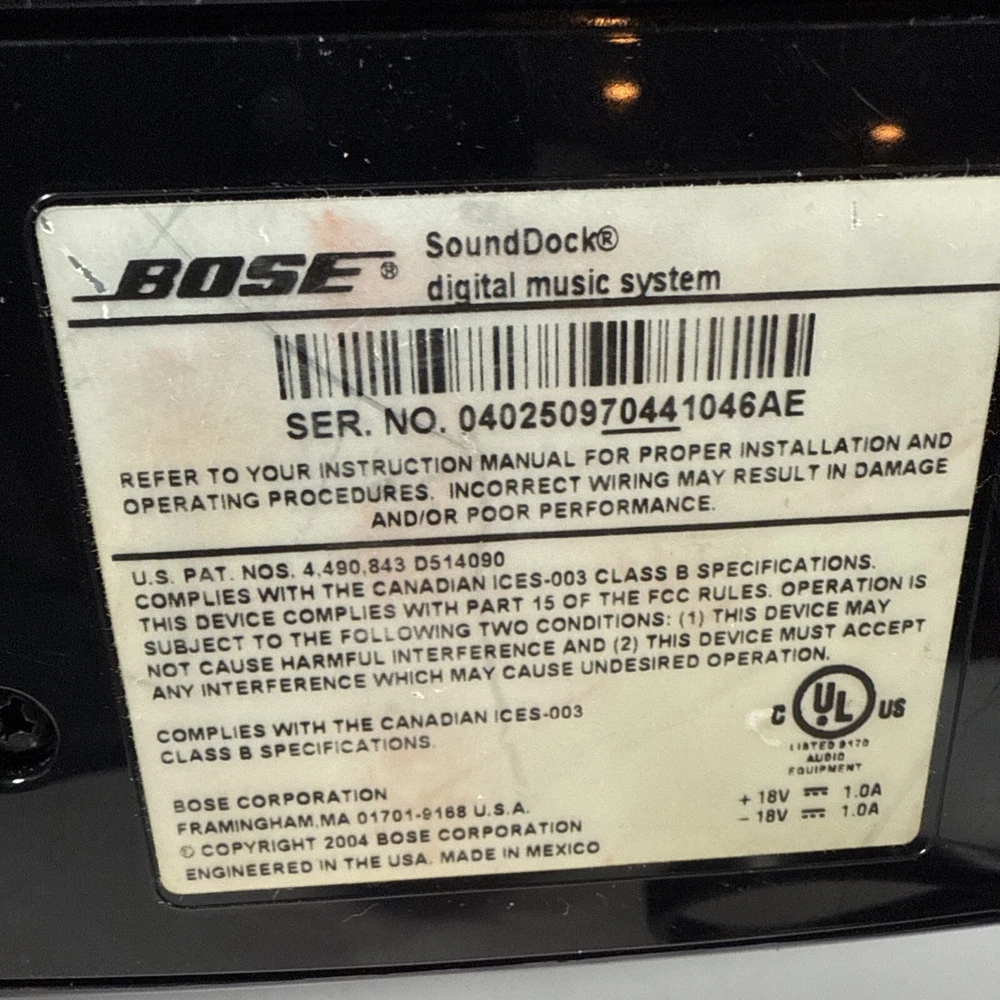 BOSE® SoundDock®
digital music system
SER. NO. 040250970441046AE
REFER TO YOUR INSTRUCTION MANUAL FOR PROPER INSTALLATION AND
OPERATING PROCEDURES. INCORRECT WIRING MAY RESULT IN DAMAGE
AND/OR POOR PERFORMANCE.
U.S. PAT. NOS. 4,490,843 D514090
COMPLIES WITH THE CANADIAN ICES-003 CLASS B SPECIFICATIONS.
THIS DEVICE COMPLIES WITH PART 15 OF THE FCC RULES. OPERATION IS
SUBJECT TO THE FOLLOWING TWO CONDITIONS: (1) THIS DEVICE MAY
NOT CAUSE HARMFUL INTERFERENCE AND (2) THIS DEVICE MUST ACCEPT
ANY INTERFERENCE WHICH MAY CAUSE UNDESIRED OPERATION.
COMPLIES WITH THE CANADIAN ICES-003
CLASS B SPECIFICATIONS.
C UL US
LISTED 9170
AUDIO
EQUIPMENT
BOSE CORPORATION
FRAMINGHAM, MA 01701-9168 U.S.A.
© COPYRIGHT 2004 BOSE CORPORATION
ENGINEERED IN THE USA. MADE IN MEXICO
+ 18V ⎓ 1.0A
− 18V ⎓ 1.0A